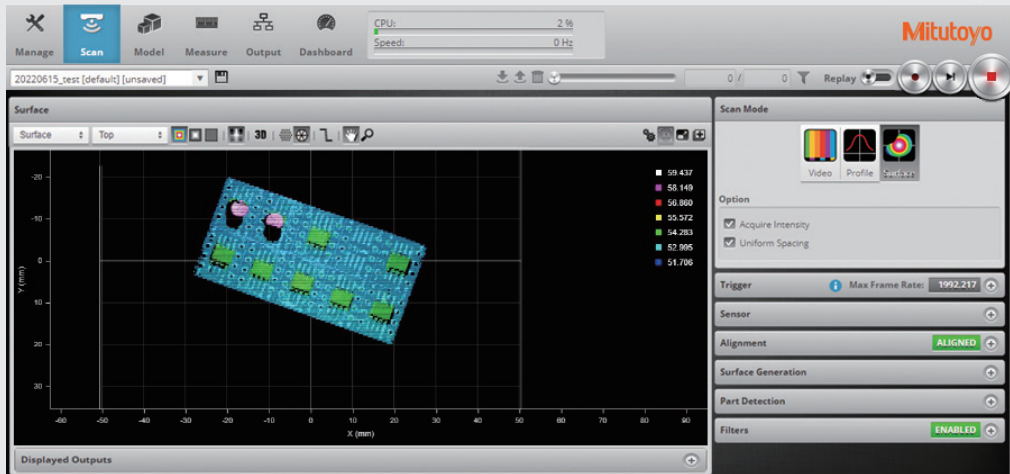 CPU: 2 %
Speed: 0 Hz
Manage Scan Model Measure Output Dashboard
Mitutoyo
20220615_test [default] [unsaved]
0 / 0 Replay
Surface
Surface Top 3D
59.437
58.149
56.860
55.572
54.283
52.995
51.706
-20
-10
0
10
20
30
Y (mm)
-60 -50 -40 -30 -20 -10 0 10 20 30 40 50 60 70 80 90
X (mm)
Displayed Outputs
Scan Mode
Video Profile Surface
Option
Acquire Intensity
Uniform Spacing
Trigger Max Frame Rate: 1992.217
Sensor
Alignment ALIGNED
Surface Generation
Part Detection
Filters ENABLED